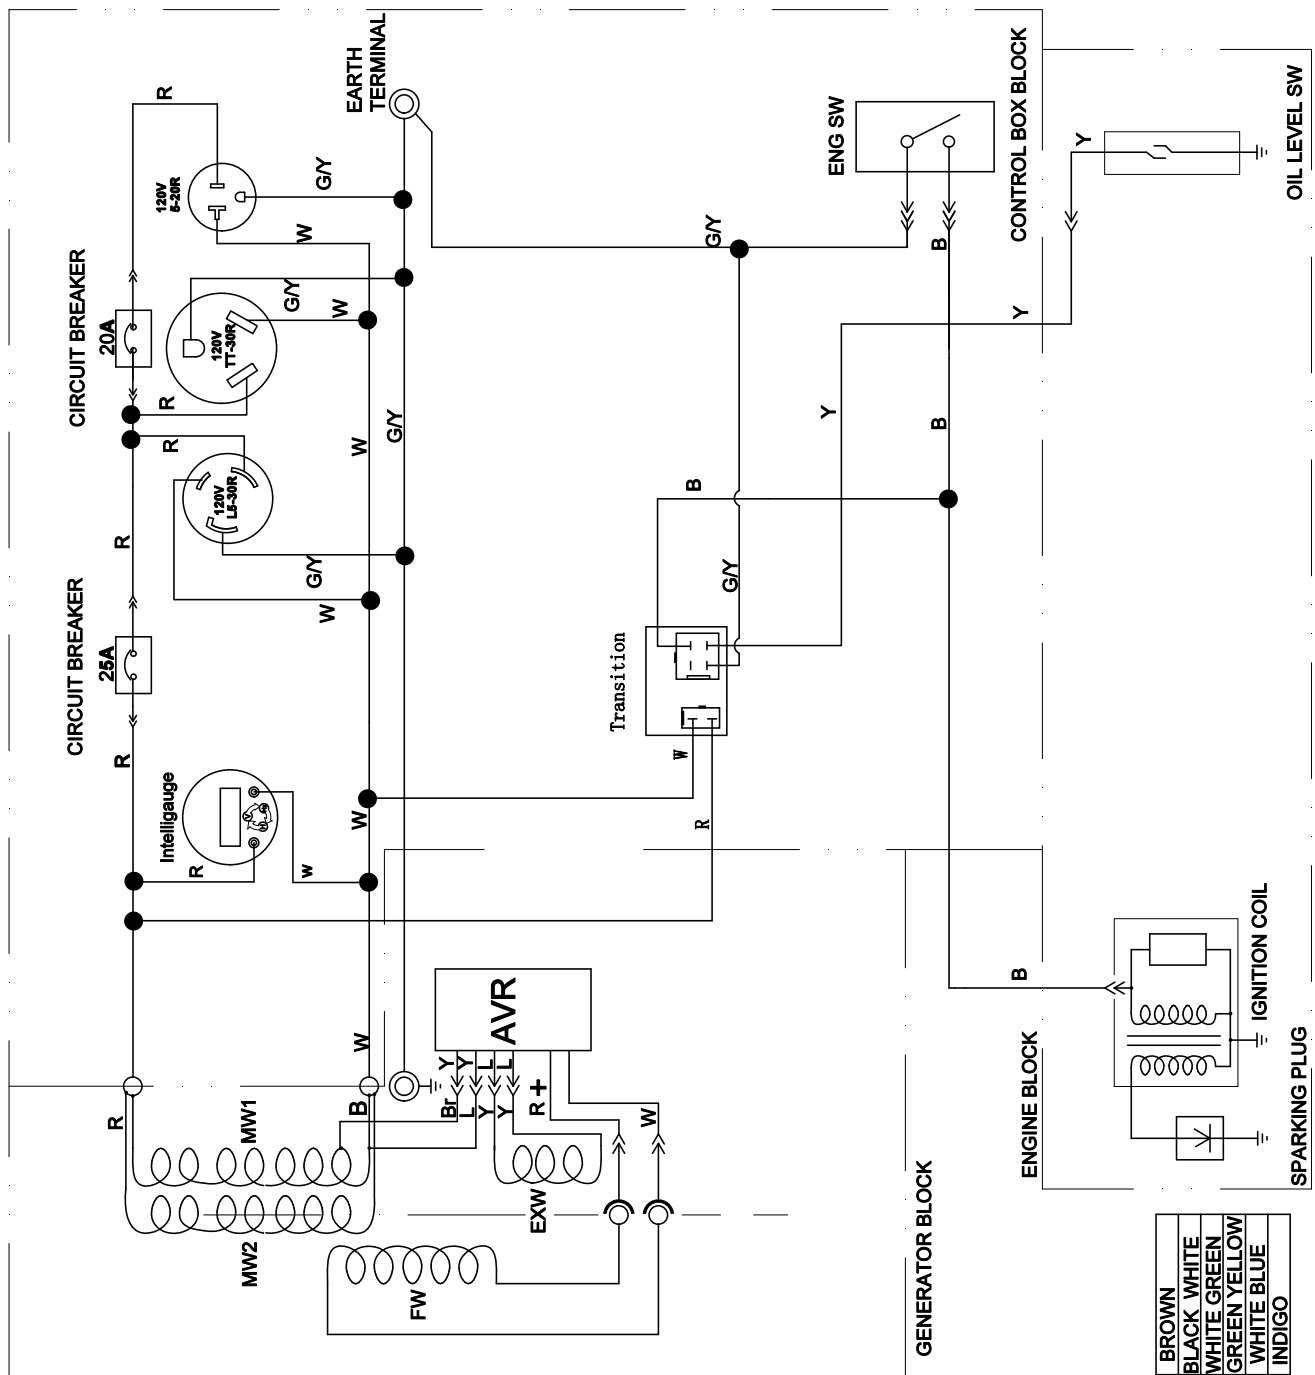 EARTH
TERMINAL
ENG SW
CONTROL BOX BLOCK
OIL LEVEL SW
R
120V
5-20R
G/Y
W
Y
CIRCUIT BREAKER
20A
G/Y
W
120V
TT-30R
R
G/Y
B
Y
R
W
G/Y
Y
B
120V
L5-30R
R
G/Y
W
B
G/Y
CIRCUIT BREAKER
25A
Transition
R
W
R
Intelligauge
V
H
Hz
R
W
W
W
AVR
Y
Y
L
L
Br
L
Y
Y
R
+
W
R
B
MW1
MW2
EXW
FW
GENERATOR BLOCK
B
ENGINE BLOCK
IGNITION COIL
SPARKING PLUG
BROWN
BLACK WHITE
WHITE GREEN
GREEN YELLOW
WHITE BLUE
INDIGO